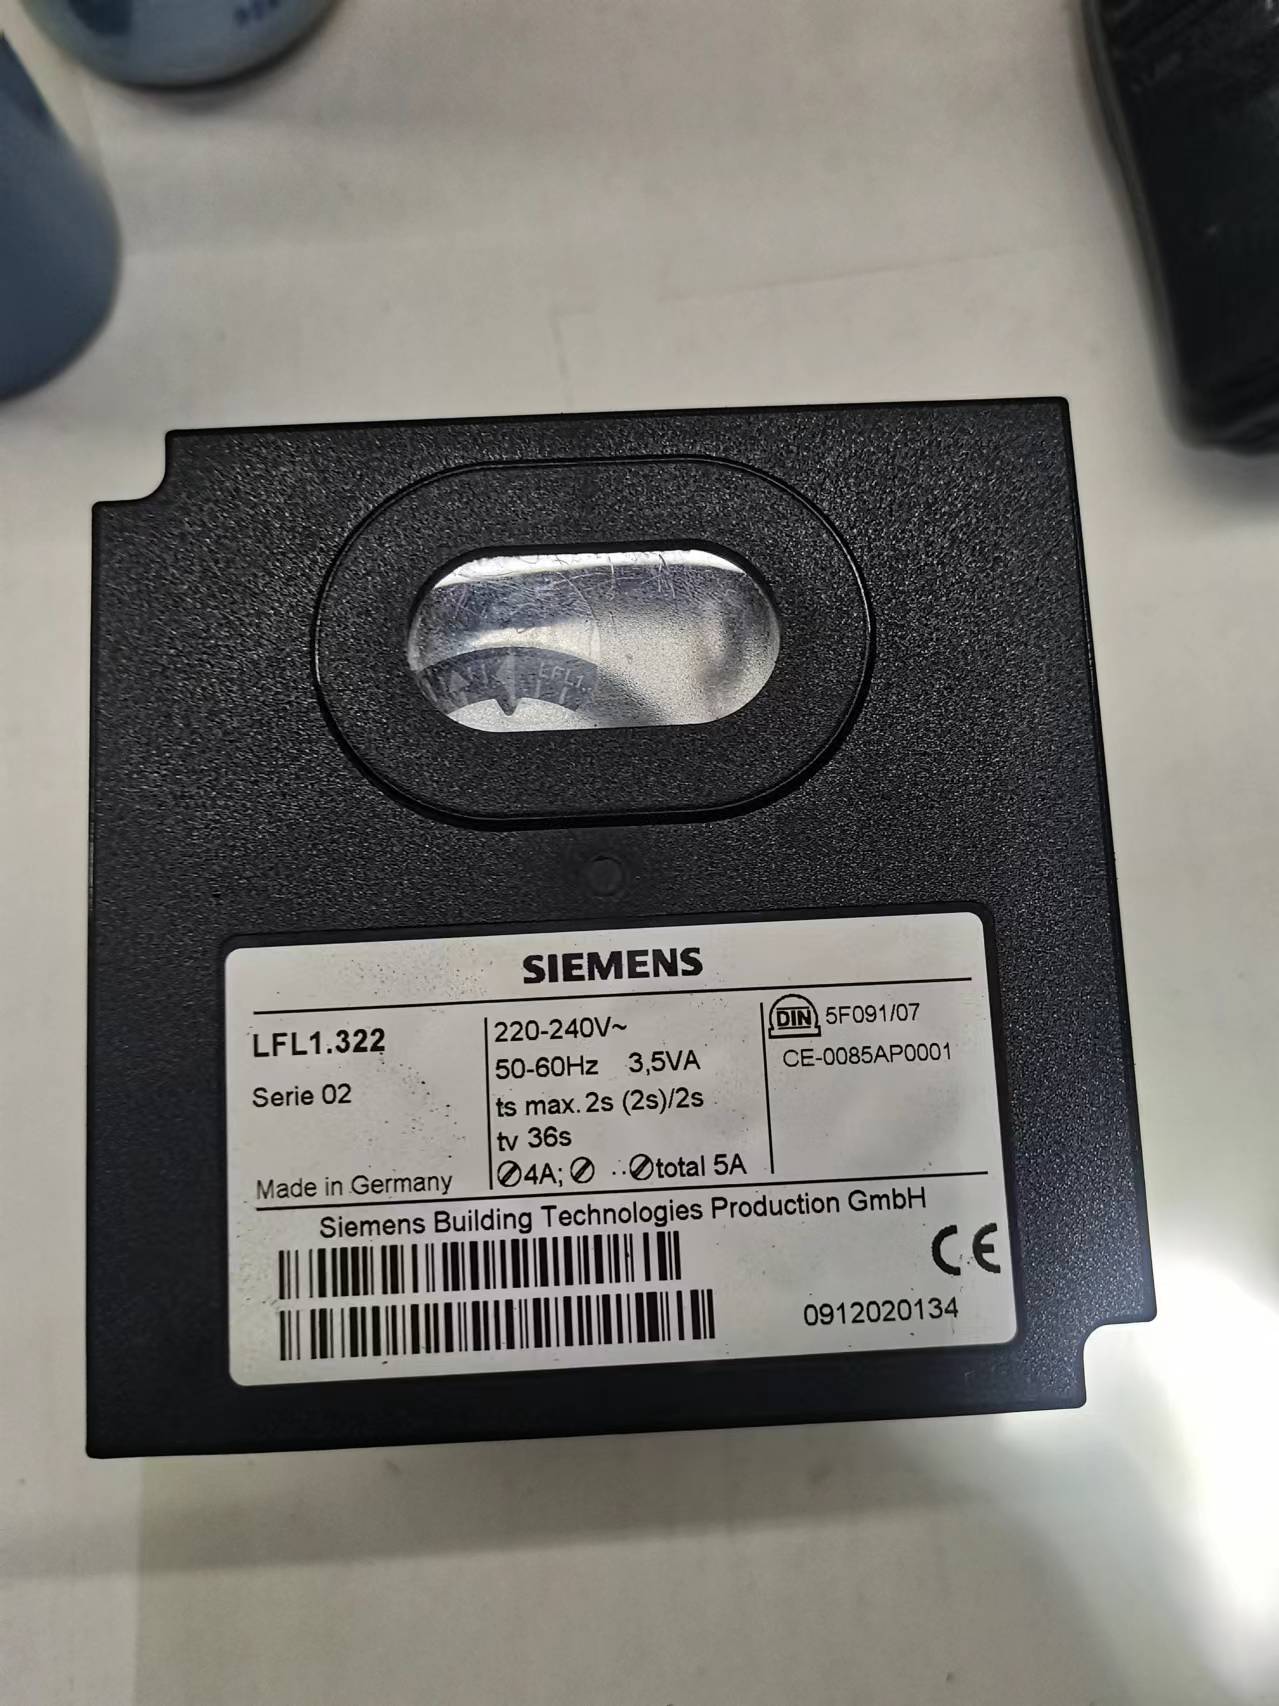 LFL1.
SIEMENS
LFL1.322
Serie 02
Made in Germany
220-240V~
50-60Hz 3,5VA
ts max. 2s (2s)/2s
tv 36s
⊘4A; ⊘ ..⊘total 5A
DIN 5F091/07
CE-0085AP0001
Siemens Building Technologies Production GmbH
CE
0912020134